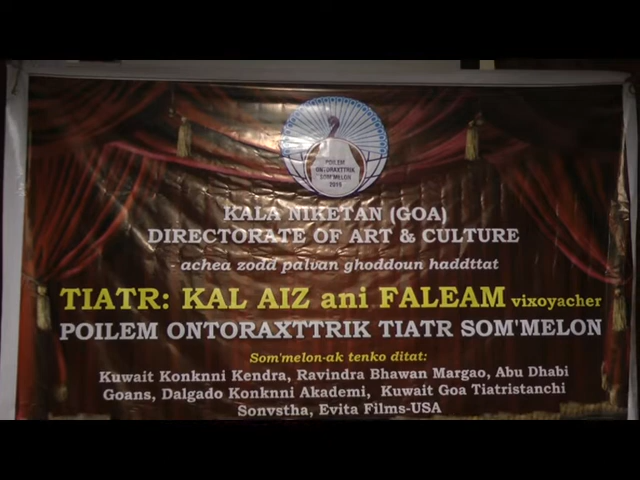 POILEM
ONTORAXTTRIK
SOM'MELON
2015
KALA NIKETAN (GOA)
DIRECTORATE OF ART & CULTURE
- achea zodd palvan ghoddoun haddttat
TIATR: KAL AIZ ani FALEAM vixoyacher
POILEM ONTORAXTTRIK TIATR SOM'MELON
Som'melon-ak tenko ditat:
Kuwait Konknni Kendra, Ravindra Bhawan Margao, Abu Dhabi
Goans, Dalgado Konknni Akademi, Kuwait Goa Tiatristanchi
Sonvstha, Evita Films-USA